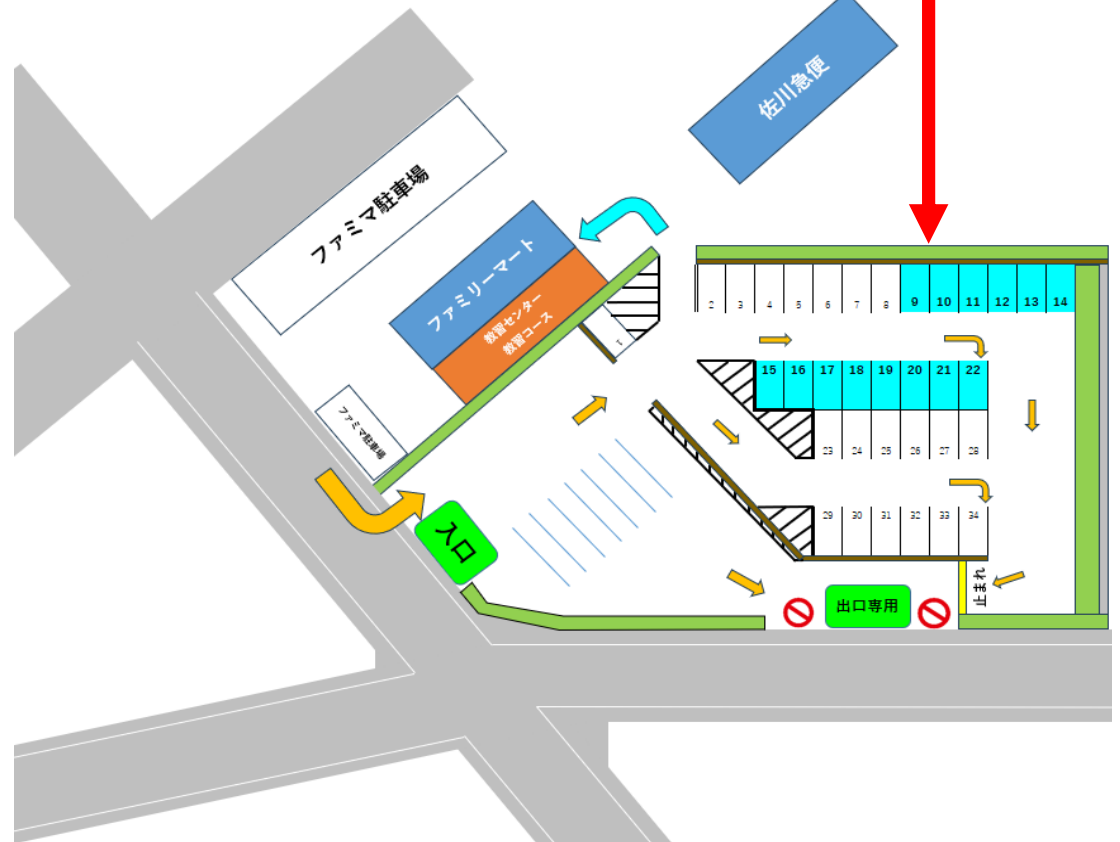 佐川急便
ファミマ駐車場
ファミリーマート
教習センター
教習コース
ファミマ駐車場
入口
1
2 3 4 5 6 7 8 9 10 11 12 13 14
15 16 17 18 19 20 21 22
23 24 25 26 27 28
29 30 31 32 33 34
止まれ
出口専用